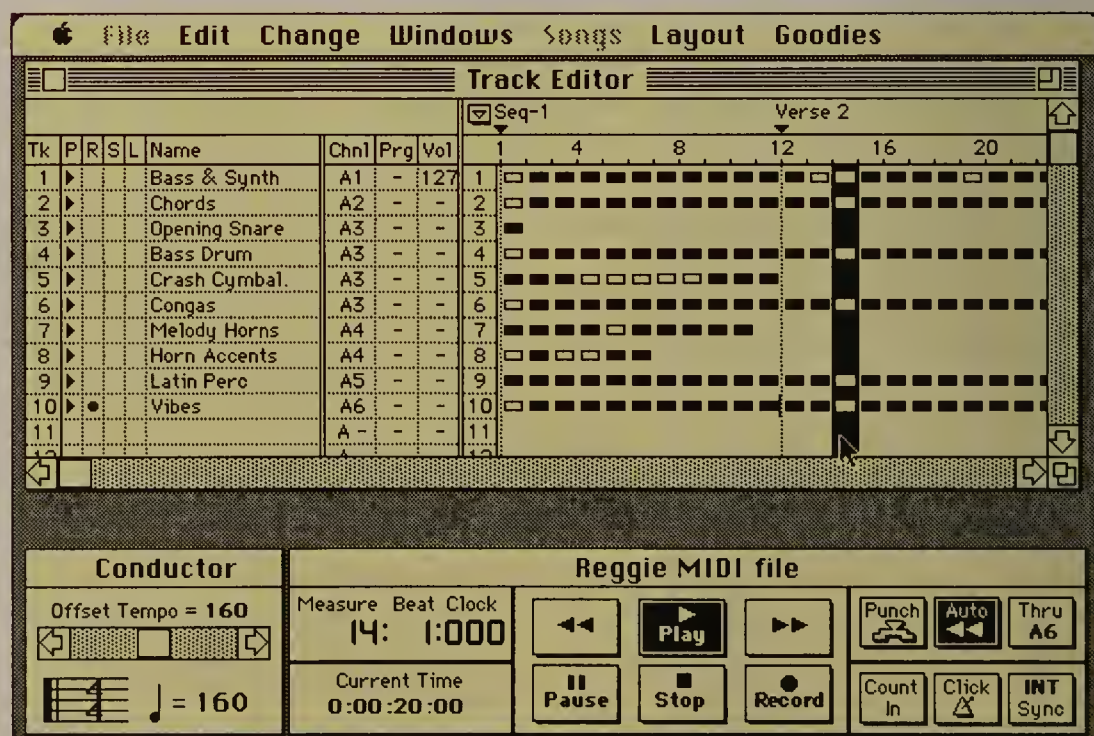 File Edit Change Windows Songs Layout Goodies
Track Editor
Seq-1 Verse 2
Tk P R S L Name Chnl Prg Vol 1 4 8 12 16 20
1 Bass & Synth A1 - 127 1
2 Chords A2 - - 2
3 Opening Snare A3 - - 3
4 Bass Drum A3 - - 4
5 Crash Cymbal. A3 - - 5
6 Congas A3 - - 6
7 Melody Horns A4 - - 7
8 Horn Accents A4 - - 8
9 Latin Perc A5 - - 9
10 Vibes A6 - - 10
11 A - - - 11
Conductor
Offset Tempo = 160
4
4
= 160
Reggie MIDI file
Measure Beat Clock
14: 1:000
Current Time
0:00:20:00
Play
Pause Stop Record
Punch Auto Thru
A6
Count In Click INT
Sync